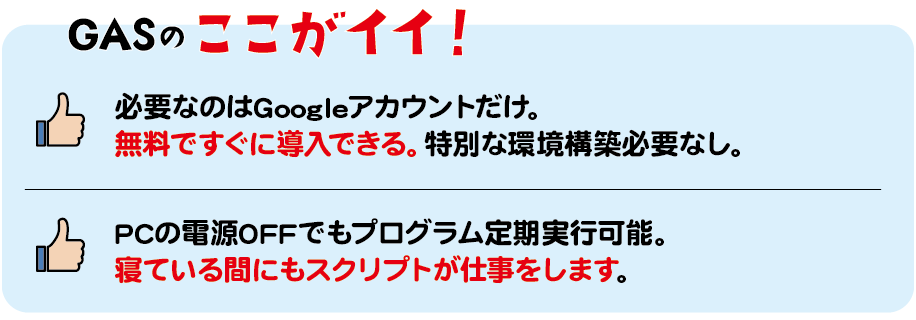 GASのここがイイ！
必要なのはGoogleアカウントだけ。
無料ですぐに導入できる。特別な環境構築必要なし。
PCの電源OFFでもプログラム定期実行可能。
寝ている間にもスクリプトが仕事をします。